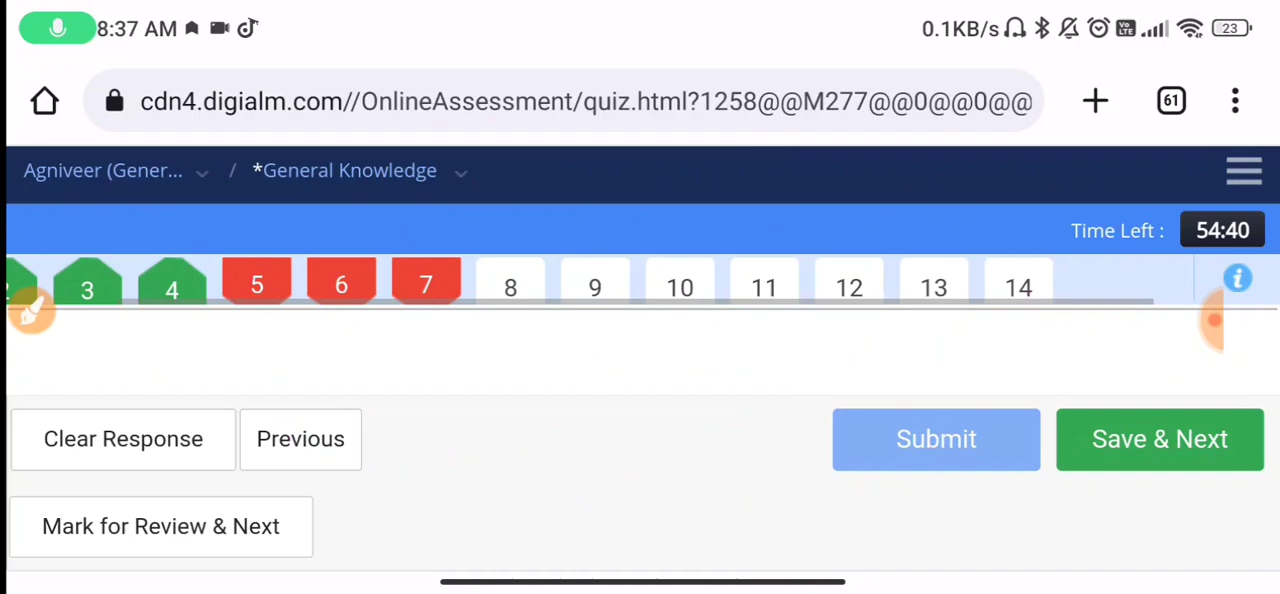 8:37 AM 0.1KB/s Vo LTE 23
cdn4.digialm.com//OnlineAssessment/quiz.html?1258@@M277@@0@@0@@ 61
Agniveer (Gener... / *General Knowledge
Time Left : 54:40
3 4 5 6 7 8 9 10 11 12 13 14 i
Clear Response Previous Submit Save & Next
Mark for Review & Next